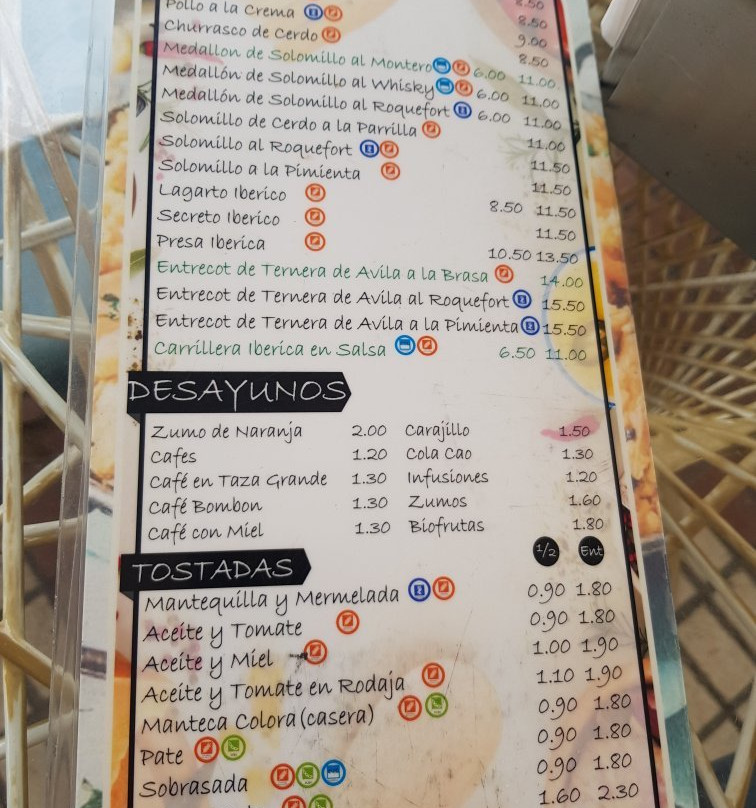 8.50
8.50
Pollo a la Crema 9.00
Churrasco de Cerdo 8.50
Medallon de Solomillo al Montero 6.00 11.00
Medallón de Solomillo al Whisky 6.00 11.00
Medallón de Solomillo al Roquefort 6.00 11.00
Solomillo de Cerdo a la Parrilla 11.00
Solomillo al Roquefort 11.50
Solomillo a la Pimienta 11.50
Lagarto Iberico 8.50 11.50
Secreto Iberico 11.50
Presa Iberica 10.50 13.50
Entrecot de Ternera de Avila a la Brasa 14.00
Entrecot de Ternera de Avila al Roquefort 15.50
Entrecot de Ternera de Avila a la Pimienta 15.50
Carrillera Iberica en Salsa 6.50 11.00
DESAYUNOS
Zumo de Naranja 2.00 Carajillo 1.50
Cafes 1.20 Cola Cao 1.30
Café en Taza Grande 1.30 Infusiones 1.20
Café Bombon 1.30 Zumos 1.60
Café con Miel 1.30 Biofrutas 1.80
TOSTADAS 1/2 Ent
Mantequilla y Mermelada 0.90 1.80
Aceite y Tomate 0.90 1.80
Aceite y Miel 1.00 1.90
Aceite y Tomate en Rodaja 1.10 1.90
Manteca Colora (casera) 0.90 1.80
Pate 0.90 1.80
Sobrasada 0.90 1.80
1.60 2.30